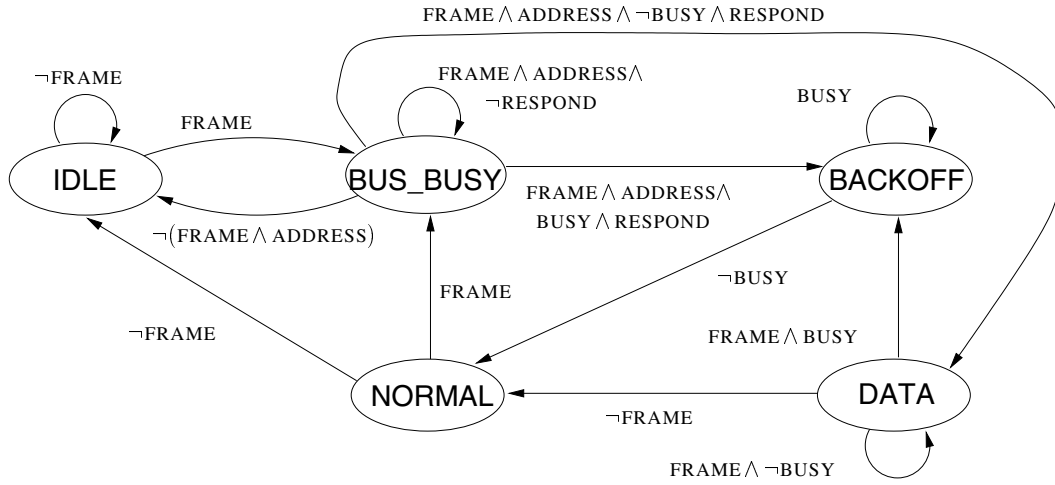 FRAME ∧ ADDRESS ∧ ¬BUSY ∧ RESPOND
¬FRAME
FRAME ∧ ADDRESS ∧
¬RESPOND
BUSY
FRAME
IDLE
BUS_BUSY
BACKOFF
FRAME ∧ ADDRESS ∧
BUSY ∧ RESPOND
¬(FRAME ∧ ADDRESS)
¬BUSY
FRAME
¬FRAME
FRAME ∧ BUSY
NORMAL
DATA
¬FRAME
FRAME ∧ ¬BUSY